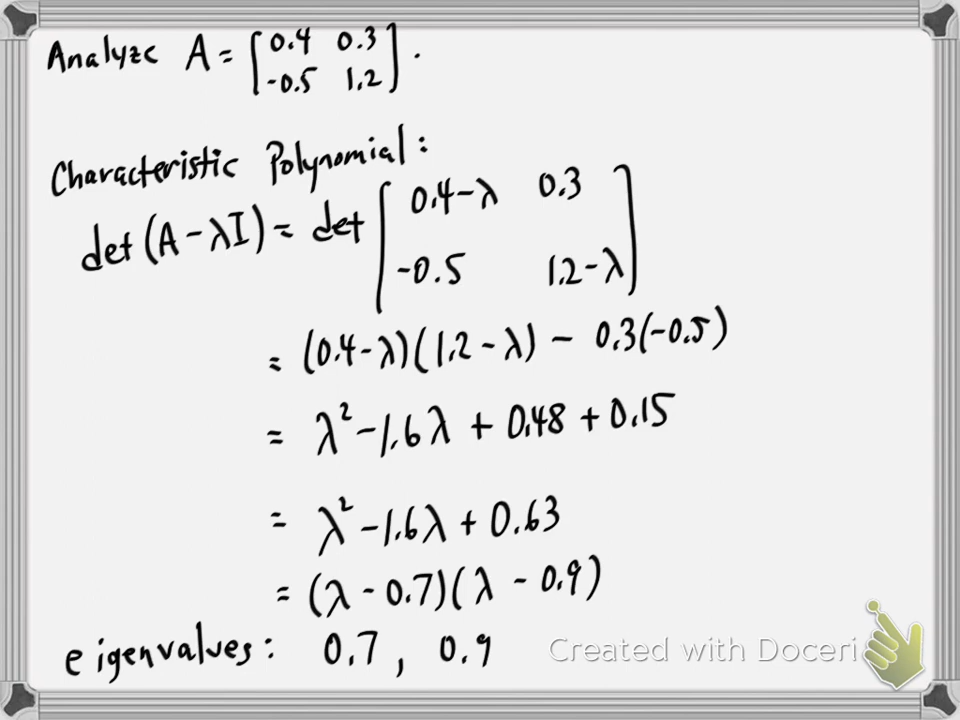 Analyze A = [0.4 0.3
-0.5 1.2].
Characteristic Polynomial:
det(A - λI) = det [0.4-λ 0.3
-0.5 1.2-λ]
= (0.4-λ)(1.2-λ) - 0.3(-0.5)
= λ² - 1.6λ + 0.48 + 0.15
= λ² - 1.6λ + 0.63
= (λ - 0.7)(λ - 0.9)
eigenvalues: 0.7, 0.9
Created with Doceri